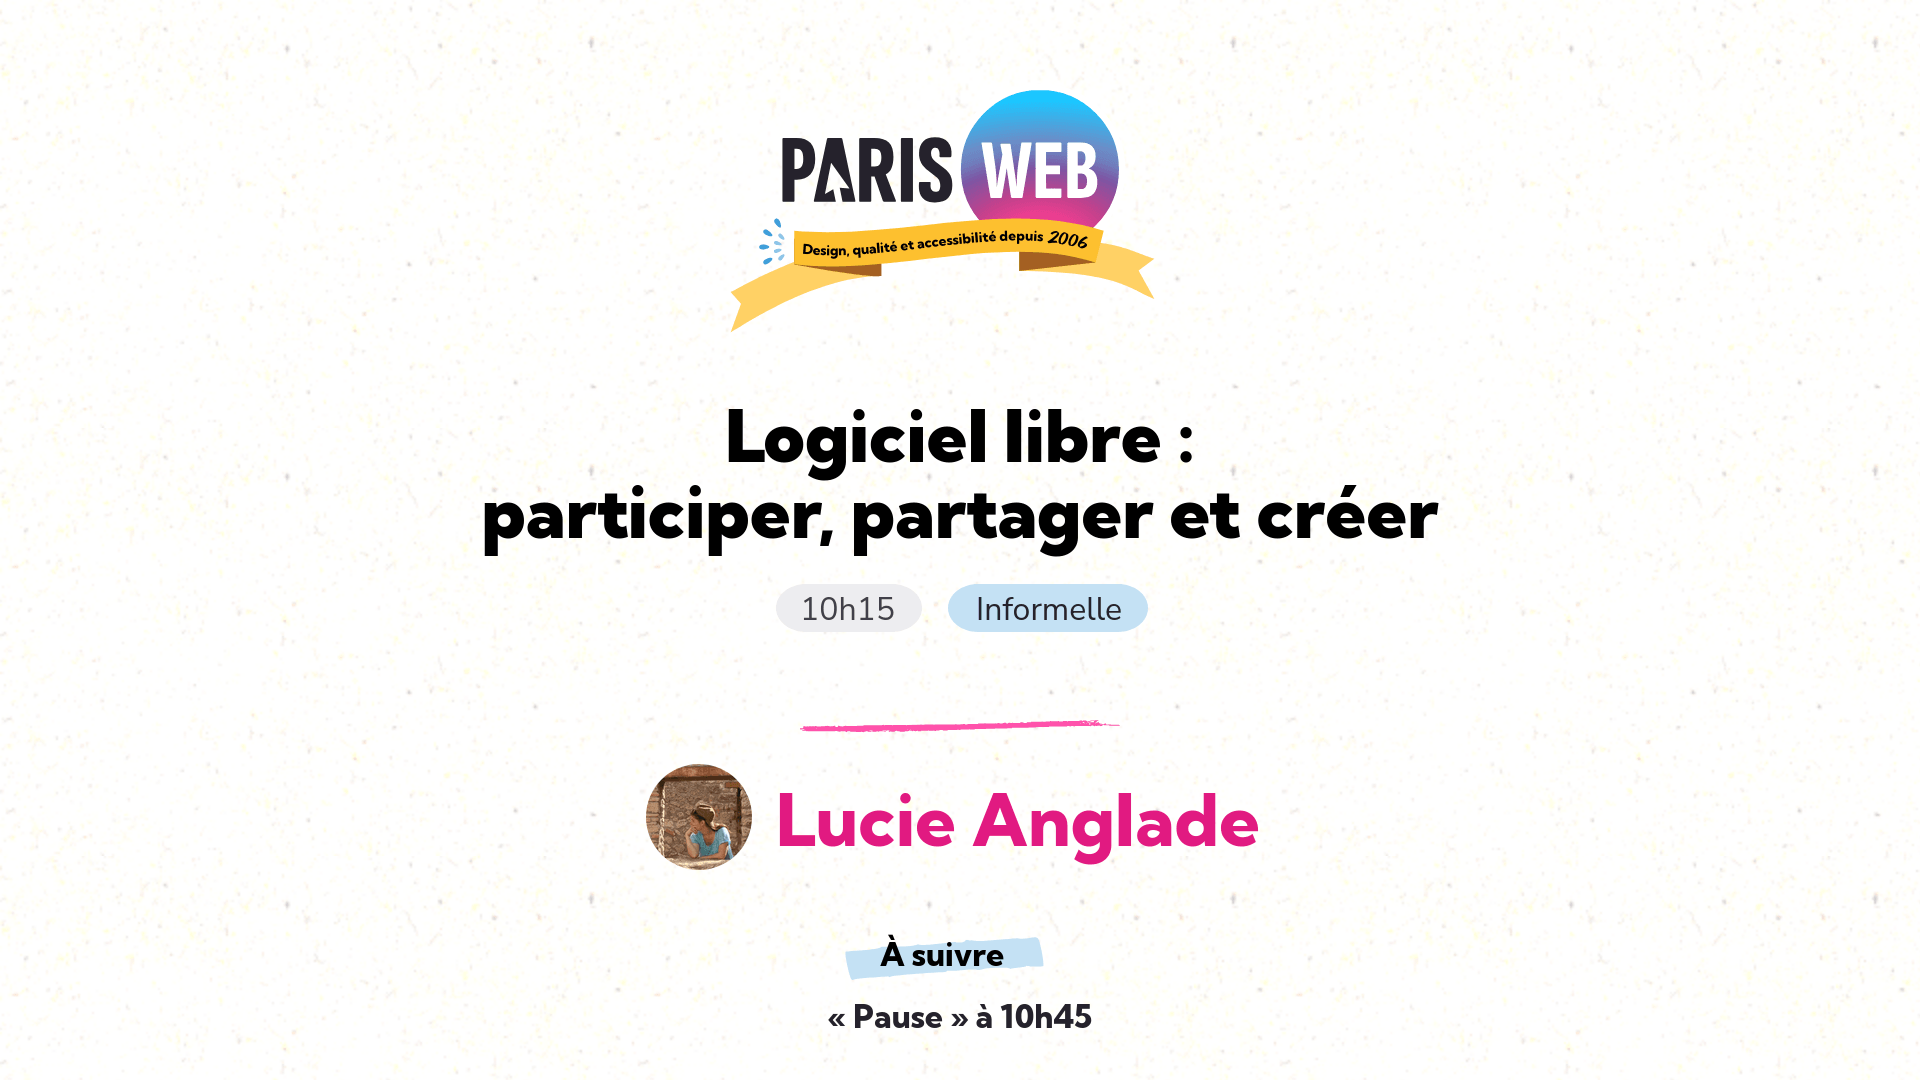 PARIS WEB
Design, qualité et accessibilité depuis 2006
Logiciel libre :
participer, partager et créer
10h15 Informelle
Lucie Anglade
À suivre
« Pause » à 10h45